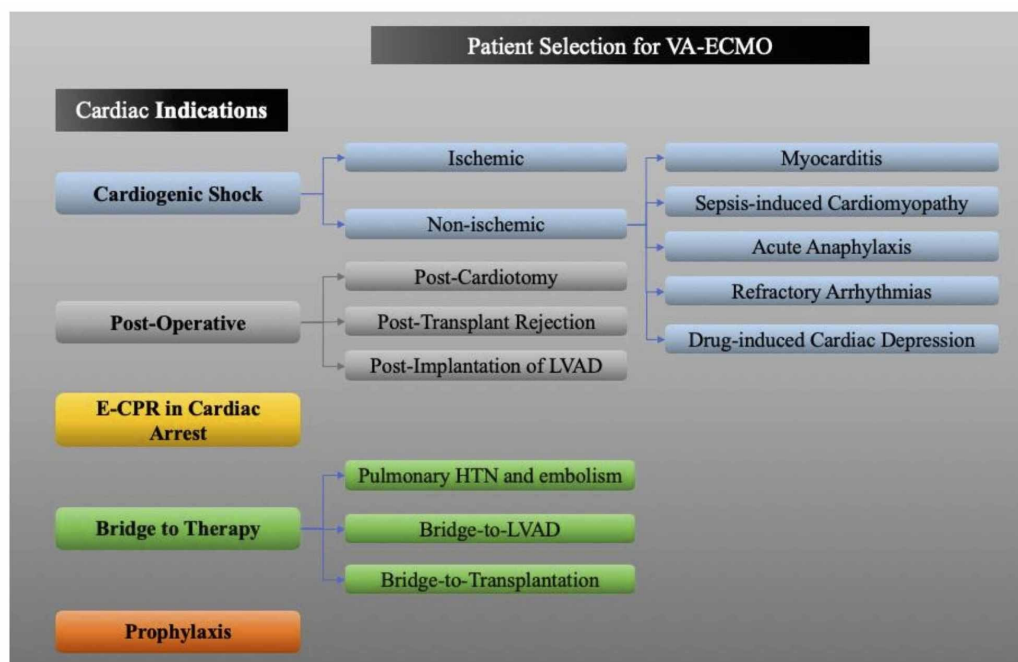 Patient Selection for VA-ECMO
Cardiac Indications
Cardiogenic Shock
Ischemic
Non-ischemic
Myocarditis
Sepsis-induced Cardiomyopathy
Acute Anaphylaxis
Refractory Arrhythmias
Drug-induced Cardiac Depression
Post-Operative
Post-Cardiotomy
Post-Transplant Rejection
Post-Implantation of LVAD
E-CPR in Cardiac
Arrest
Bridge to Therapy
Pulmonary HTN and embolism
Bridge-to-LVAD
Bridge-to-Transplantation
Prophylaxis